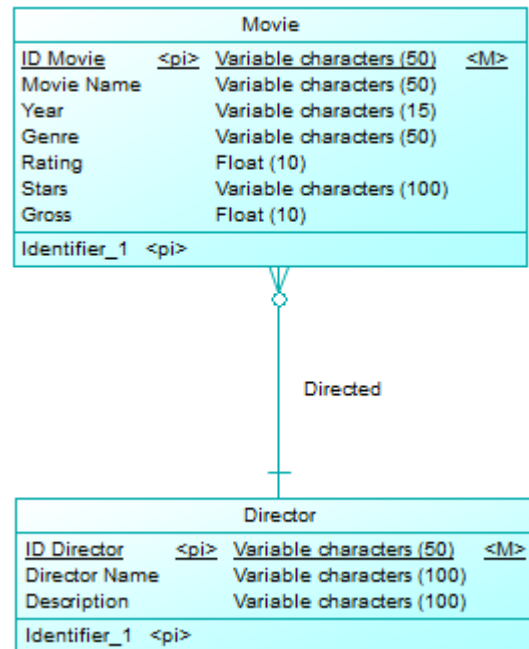 Movie
ID Movie <pi> Variable characters (50) <M>
Movie Name Variable characters (50)
Year Variable characters (15)
Genre Variable characters (50)
Rating Float (10)
Stars Variable characters (100)
Gross Float (10)
Identifier_1 <pi>
Directed
Director
ID Director <pi> Variable characters (50) <M>
Director Name Variable characters (100)
Description Variable characters (100)
Identifier_1 <pi>